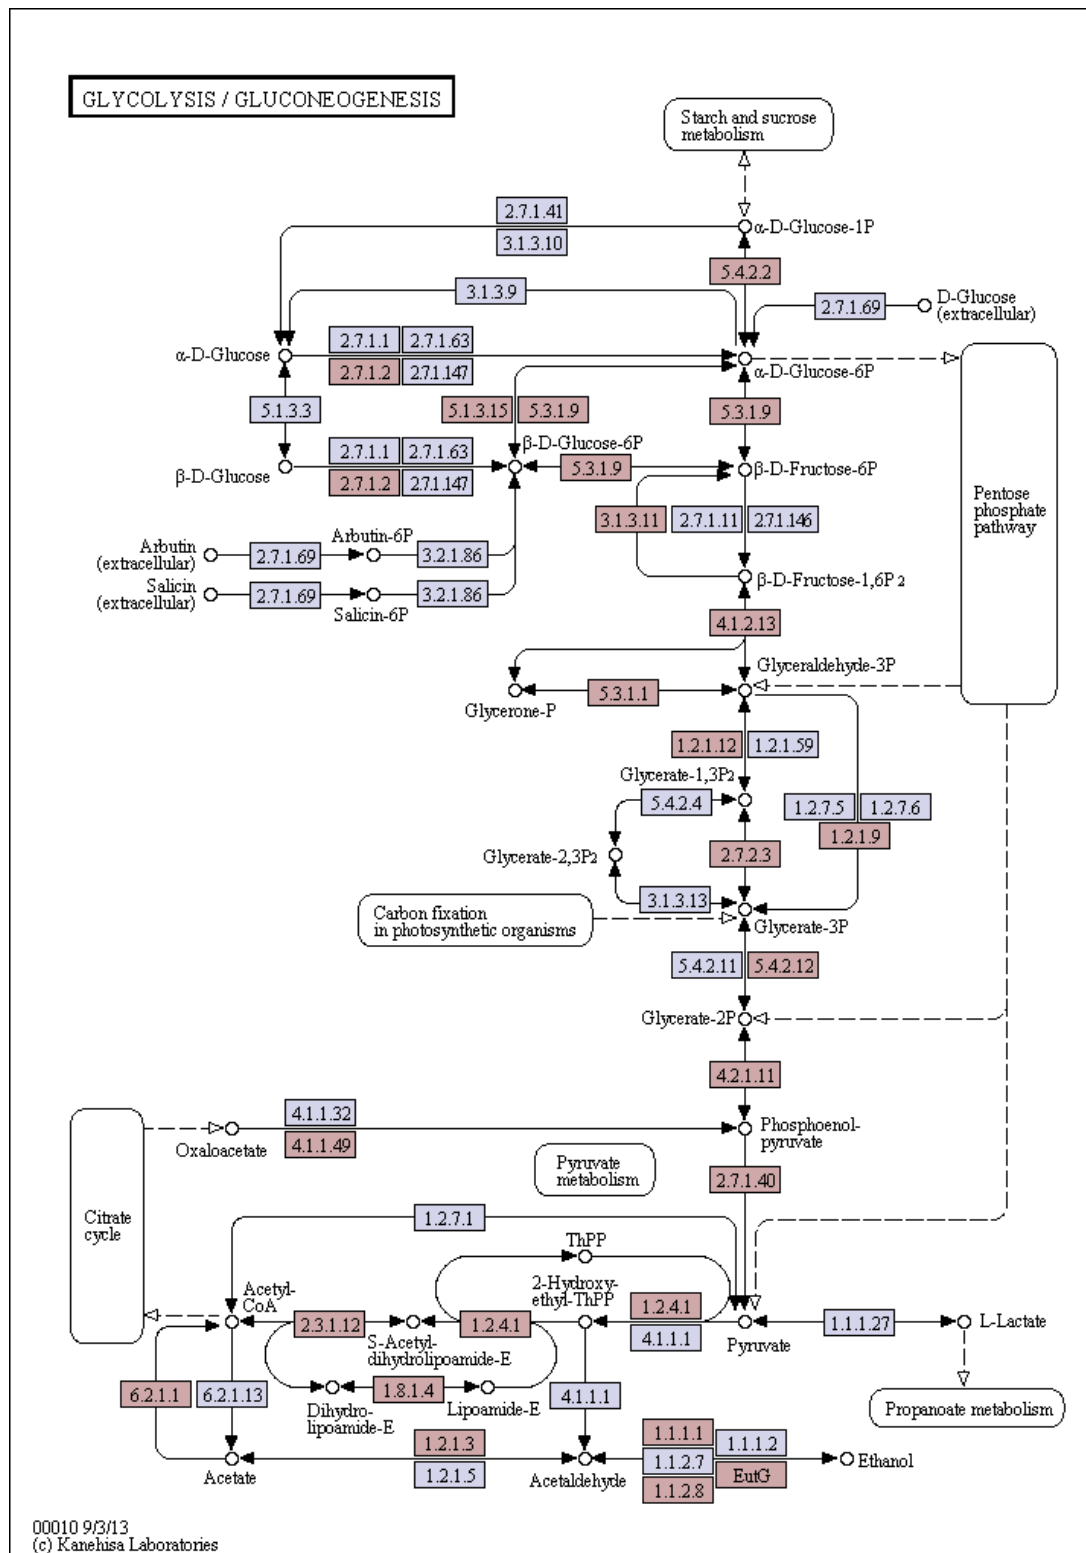 GLYCOLYSIS / GLUCONEOGENESIS
Starch and sucrose
metabolism
2.7.1.41
3.1.3.10
α-D-Glucose-1P
5.4.2.2
3.1.3.9
2.7.1.69
D-Glucose
(extracellular)
α-D-Glucose
2.7.1.1
2.7.1.63
2.7.1.2
2.7.1.147
α-D-Glucose-6P
5.1.3.3
5.1.3.15
5.3.1.9
5.3.1.9
β-D-Glucose
2.7.1.1
2.7.1.63
2.7.1.2
2.7.1.147
β-D-Glucose-6P
5.3.1.9
β-D-Fructose-6P
Pentose
phosphate
pathway
3.1.3.11
2.7.1.11
2.7.1.146
Arbutin
(extracellular)
2.7.1.69
Arbutin-6P
3.2.1.86
Salicin
(extracellular)
2.7.1.69
Salicin-6P
3.2.1.86
β-D-Fructose-1,6P2
4.1.2.13
Glyceraldehyde-3P
Glycerone-P
5.3.1.1
1.2.1.12
1.2.1.59
Glycerate-1,3P2
5.4.2.4
1.2.7.5
1.2.7.6
1.2.1.9
Glycerate-2,3P2
2.7.2.3
3.1.3.13
Carbon fixation
in photosynthetic organisms
Glycerate-3P
5.4.2.11
5.4.2.12
Glycerate-2P
4.2.1.11
Oxaloacetate
4.1.1.32
4.1.1.49
Phosphoenol-
pyruvate
Pyruvate
metabolism
2.7.1.40
Citrate
cycle
1.2.7.1
ThPP
Acetyl-
CoA
2-Hydroxy-
ethyl-ThPP
2.3.1.12
S-Acetyl-
dihydrolipoamide-E
1.2.4.1
1.2.4.1
4.1.1.1
Pyruvate
1.1.1.27
L-Lactate
6.2.1.1
6.2.1.13
Dihydro-
lipoamide-E
1.8.1.4
Lipoamide-E
4.1.1.1
Propanoate metabolism
Acetate
1.2.1.3
1.2.1.5
Acetaldehyde
1.1.1.1
1.1.1.2
1.1.2.7
EutG
1.1.2.8
Ethanol
00010 9/3/13
(c) Kanehisa Laboratories